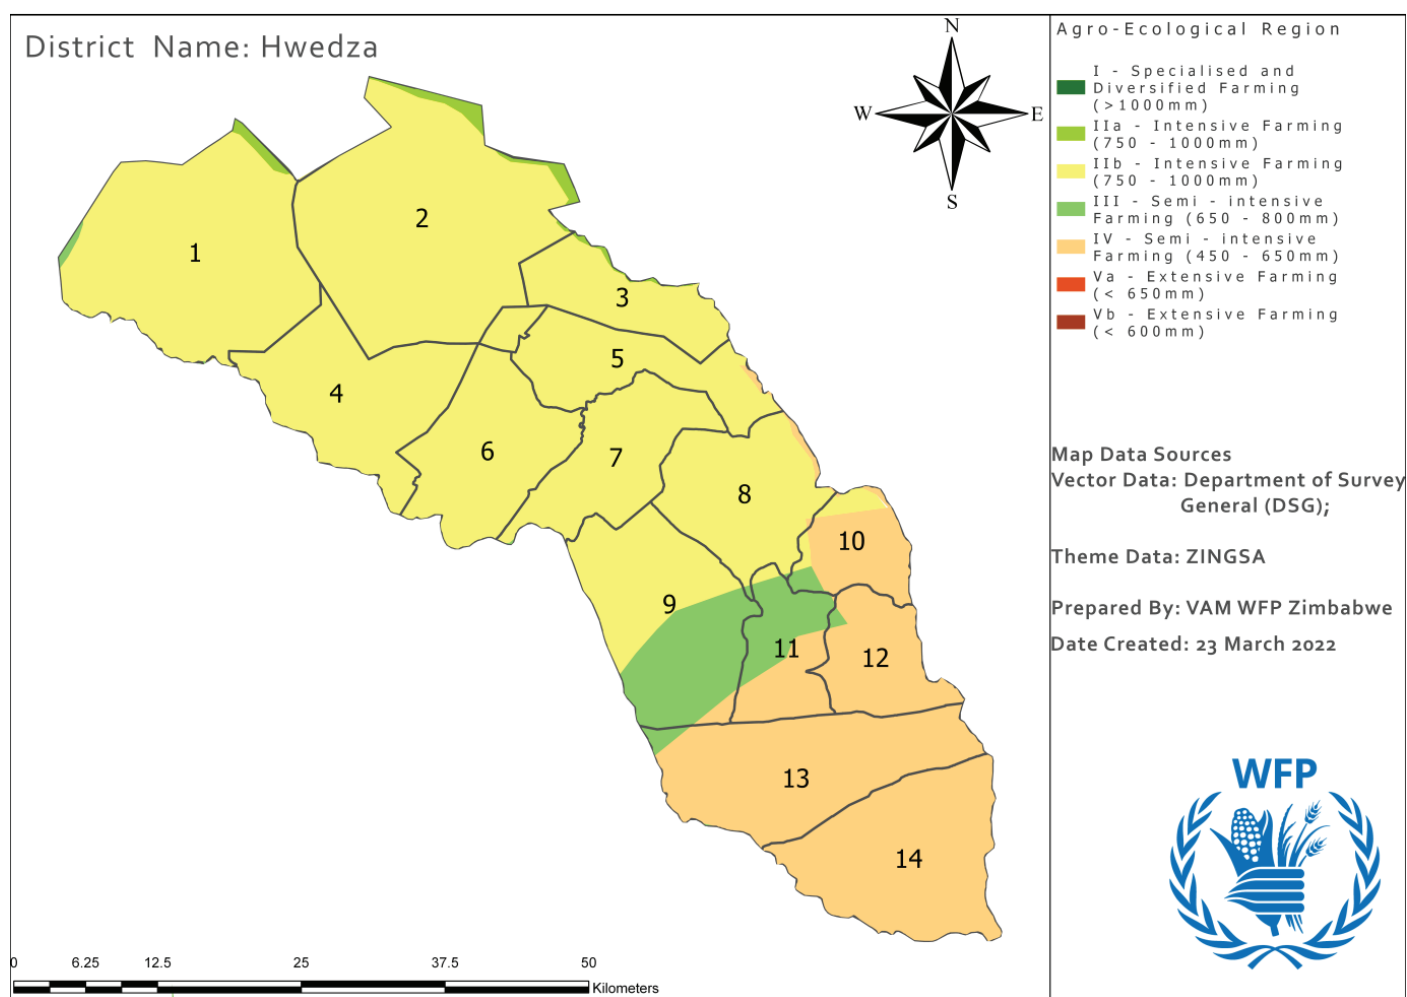 District Name: Hwedza
N
W
E
S
1
2
3
4
5
6
7
8
9
10
11
12
13
14
0 6.25 12.5 25 37.5 50
Kilometers
Agro-Ecological Region
I - Specialised and
Diversified Farming
(>1000mm)
IIa - Intensive Farming
(750 - 1000mm)
IIb - Intensive Farming
(750 - 1000mm)
III - Semi - intensive
Farming (650 - 800mm)
IV - Semi - intensive
Farming (450 - 650mm)
Va - Extensive Farming
(< 650mm)
Vb - Extensive Farming
(< 600mm)
Map Data Sources
Vector Data: Department of Survey
General (DSG);
Theme Data: ZINGSA
Prepared By: VAM WFP Zimbabwe
Date Created: 23 March 2022
WFP